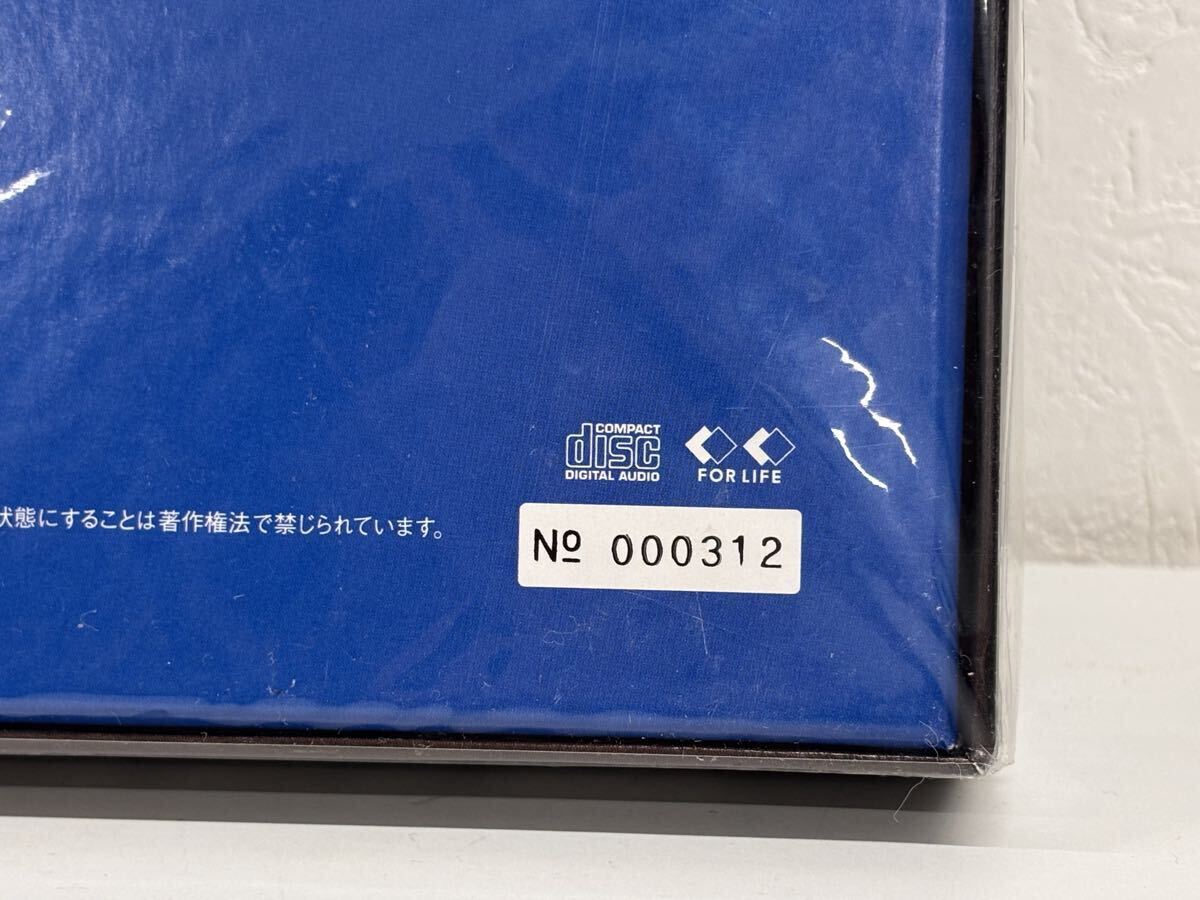 COMPACT
disc
DIGITAL AUDIO
FOR LIFE
状態にすることは著作権法で禁じられています。
Nº 000312